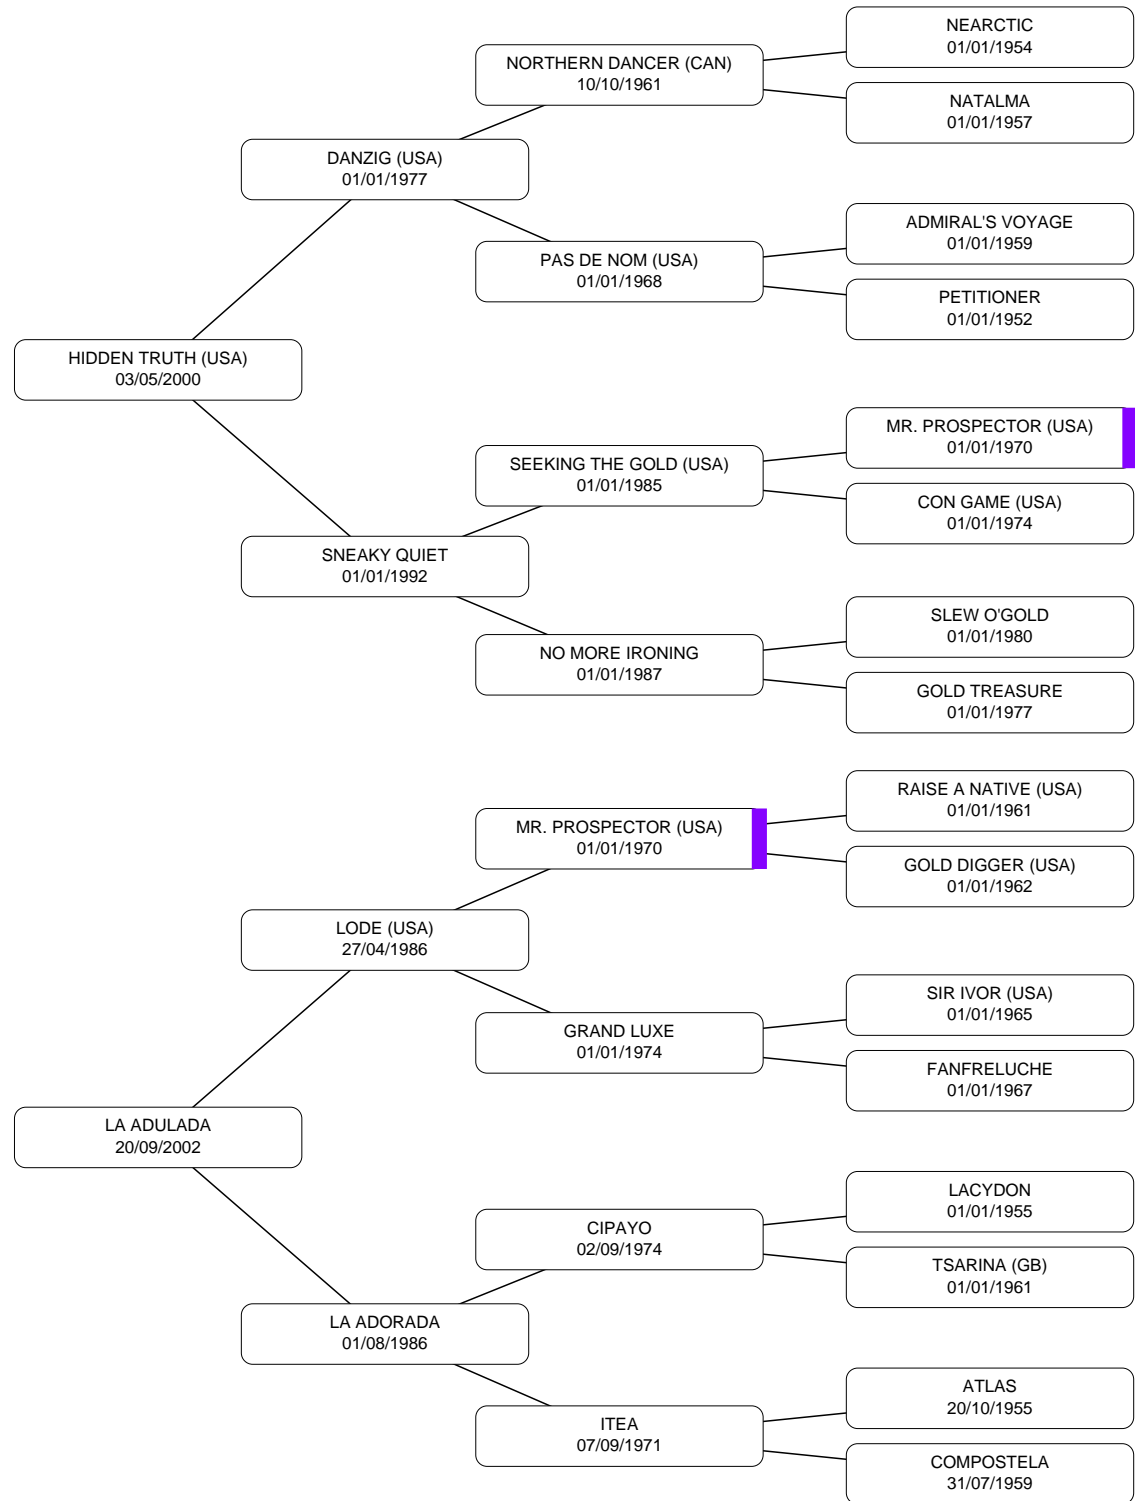 NEARCTIC
01/01/1954
NORTHERN DANCER (CAN)
10/10/1961
NATALMA
01/01/1957
DANZIG (USA)
01/01/1977
ADMIRAL'S VOYAGE
01/01/1959
PAS DE NOM (USA)
01/01/1968
PETITIONER
01/01/1952
HIDDEN TRUTH (USA)
03/05/2000
MR. PROSPECTOR (USA)
01/01/1970
SEEKING THE GOLD (USA)
01/01/1985
CON GAME (USA)
01/01/1974
SNEAKY QUIET
01/01/1992
SLEW O'GOLD
01/01/1980
NO MORE IRONING
01/01/1987
GOLD TREASURE
01/01/1977
RAISE A NATIVE (USA)
01/01/1961
MR. PROSPECTOR (USA)
01/01/1970
GOLD DIGGER (USA)
01/01/1962
LODE (USA)
27/04/1986
SIR IVOR (USA)
01/01/1965
GRAND LUXE
01/01/1974
FANFRELUCHE
01/01/1967
LA ADULADA
20/09/2002
LACYDON
01/01/1955
CIPAYO
02/09/1974
TSARINA (GB)
01/01/1961
LA ADORADA
01/08/1986
ATLAS
20/10/1955
ITEA
07/09/1971
COMPOSTELA
31/07/1959